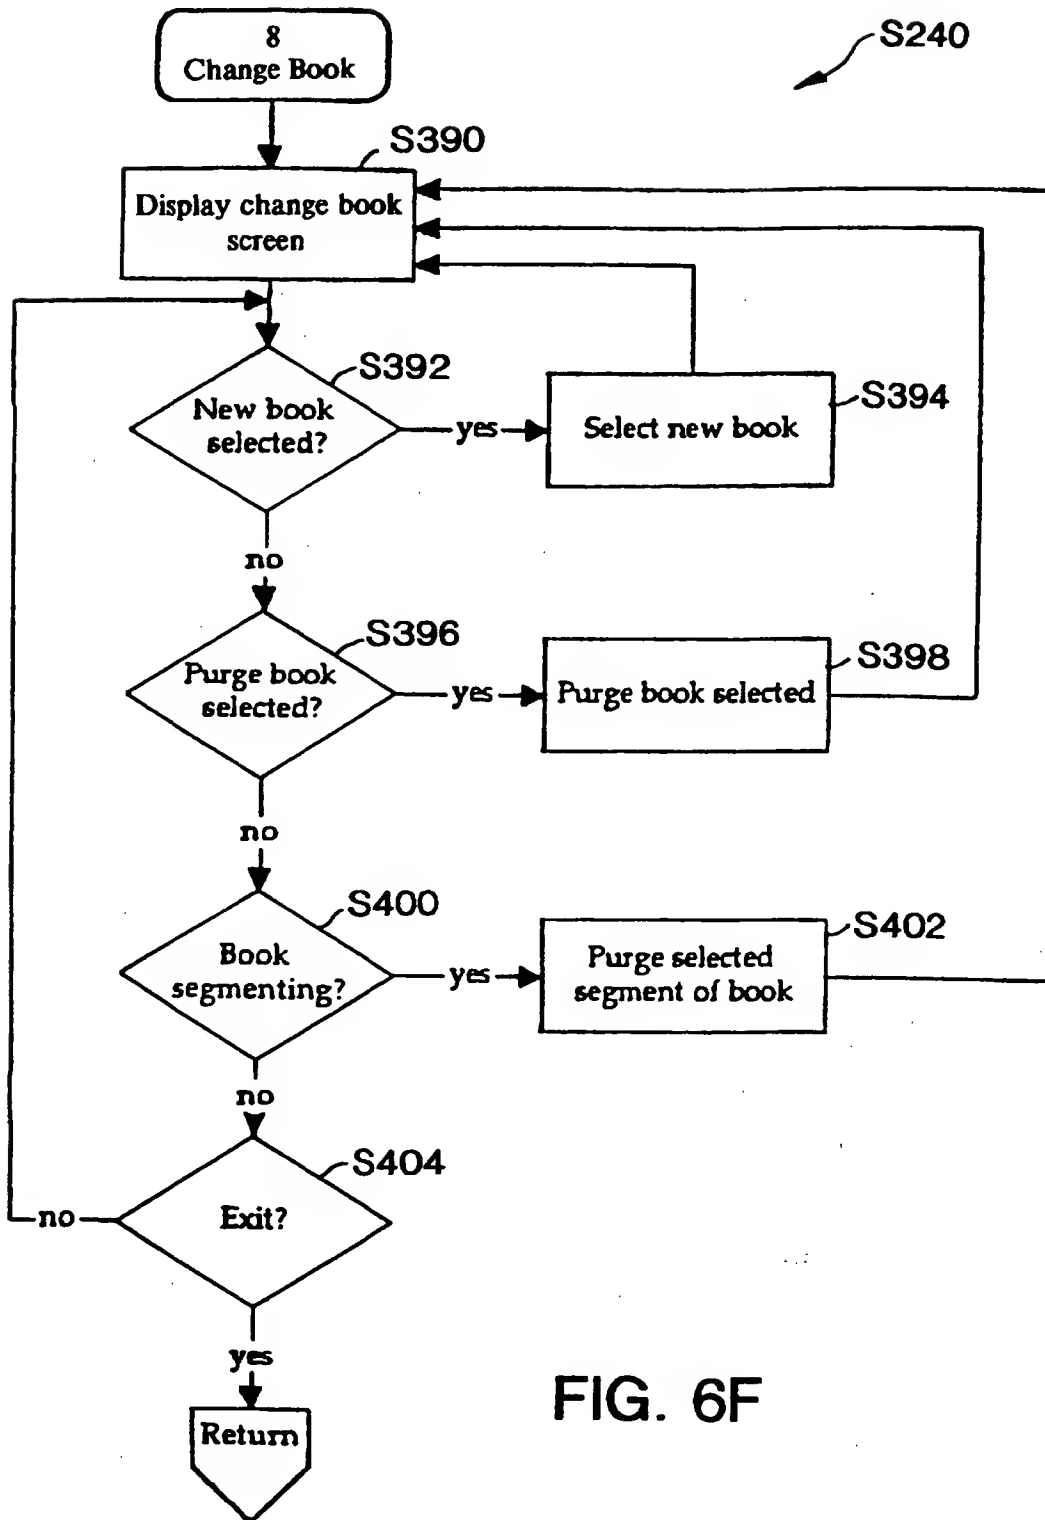 8
Change Book
S240
S390
Display change book
screen
S392
New book
selected?
yes
S394
Select new book
no
S396
Purge book
selected?
yes
S398
Purge book selected
no
S400
Book
segmenting?
yes
S402
Purge selected
segment of book
no
S404
Exit?
no
yes
Return
FIG. 6F